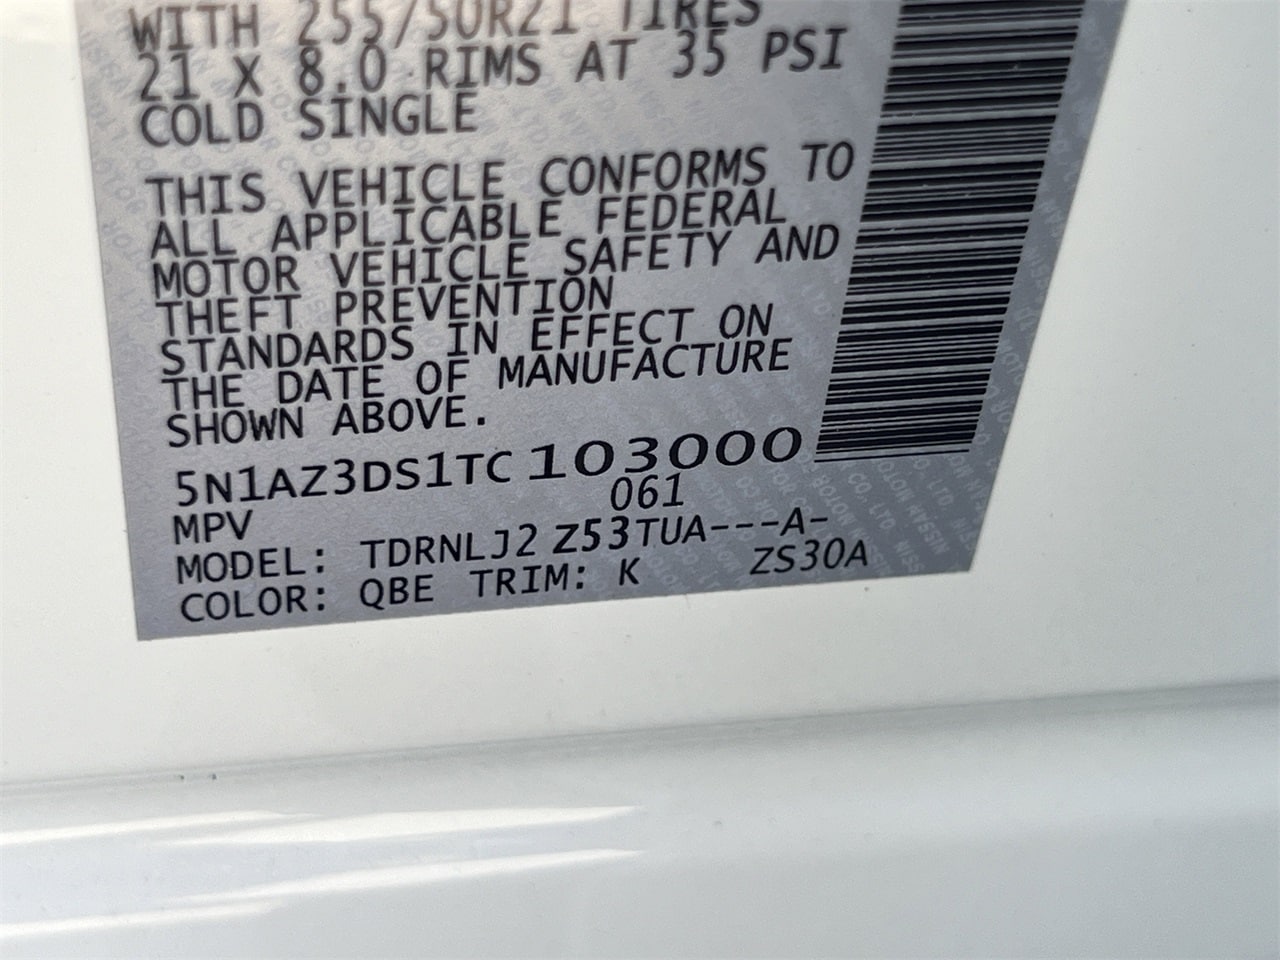 WITH 255/50R21 TIRES
21 X 8.0 RIMS AT 35 PSI
COLD SINGLE
THIS VEHICLE CONFORMS TO
ALL APPLICABLE FEDERAL
MOTOR VEHICLE SAFETY AND
THEFT PREVENTION
STANDARDS IN EFFECT ON
THE DATE OF MANUFACTURE
SHOWN ABOVE.
5N1AZ3DS1TC103000
MPV 061
MODEL: TDRNLJ2 Z53TUA---A-
COLOR: QBE TRIM: K ZS30A